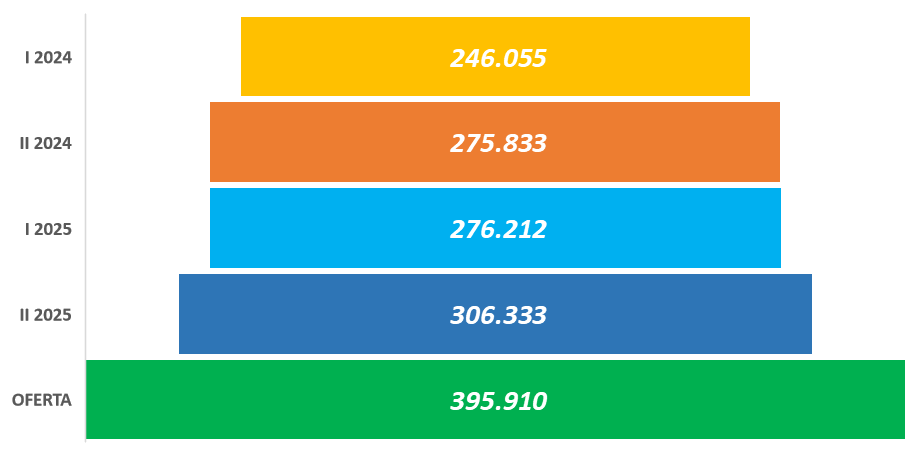 I 2024 246.055
II 2024 275.833
I 2025 276.212
II 2025 306.333
OFERTA 395.910